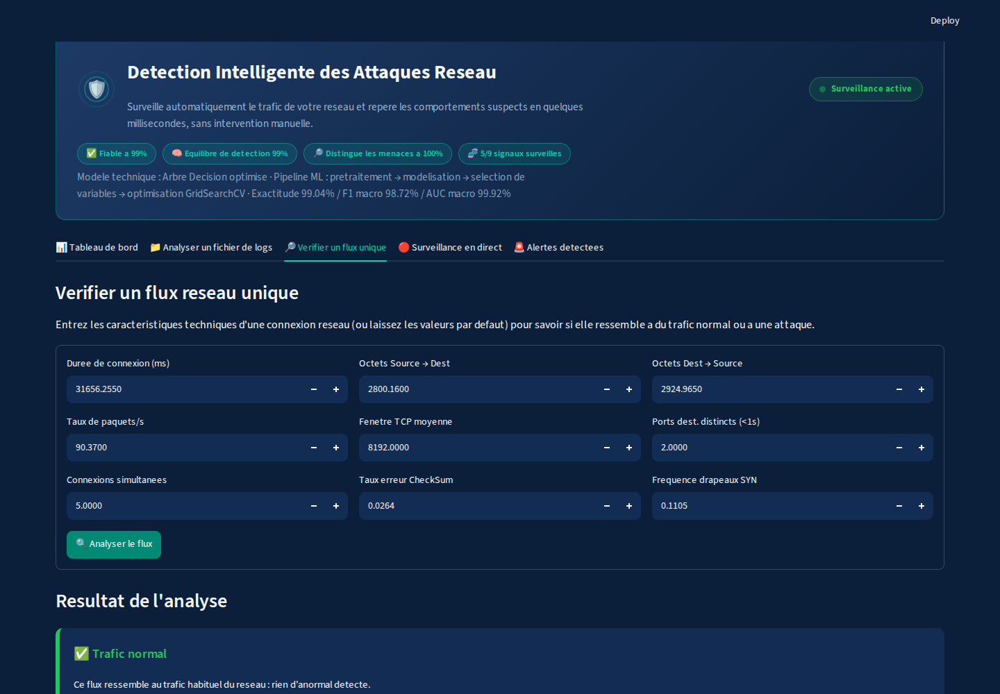 Deploy
Detection Intelligente des Attaques Reseau
Surveille automatiquement le trafic de votre reseau et repere les comportements suspects en quelques
millisecondes, sans intervention manuelle.
Surveillance active
✅ Fiable a 99% 🧠 Equilibre de detection 99% 🔎 Distingue les menaces a 100% 🧬 5/9 signaux surveilles
Modele technique : Arbre Decision optimise · Pipeline ML : pretraitement → modelisation → selection de
variables → optimisation GridSearchCV · Exactitude 99.04% / F1 macro 98.72% / AUC macro 99.92%
📊 Tableau de bord 📁 Analyser un fichier de logs 🔎 Verifier un flux unique 🔴 Surveillance en direct 🚨 Alertes detectees
Verifier un flux reseau unique
Entrez les caracteristiques techniques d'une connexion reseau (ou laissez les valeurs par defaut) pour savoir si elle ressemble a du trafic normal ou a une attaque.
Duree de connexion (ms) Octets Source → Dest Octets Dest → Source
31656.2550 − + 2800.1600 − + 2924.9650 − +
Taux de paquets/s Fenetre TCP moyenne Ports dest. distincts (<1s)
90.3700 − + 8192.0000 − + 2.0000 − +
Connexions simultanees Taux erreur CheckSum Frequence drapeaux SYN
5.0000 − + 0.0264 − + 0.1105 − +
🔍 Analyser le flux
Resultat de l'analyse
✅ Trafic normal
Ce flux ressemble au trafic habituel du reseau : rien d'anormal detecte.